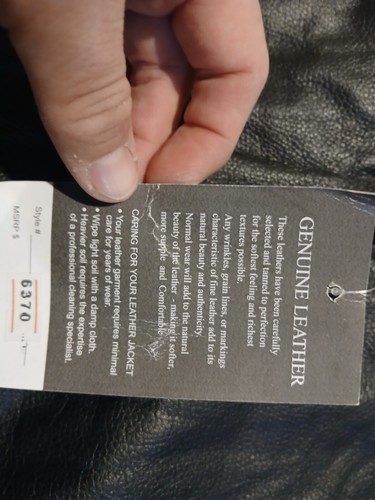 GENUINE LEATHER
These leathers have been carefully
selected and tanned to perfection
for the softest feeling and richest
textures possible.
Any wrinkles, grain lines, or markings
characteristic of fine leather add to its
natural beauty and authenticity.
Normal wear will add to the natural
beauty of the leather - making it softer,
more supple and Comfortable.
CARING FOR YOUR LEATHER JACKET
• Your leather garment requires minimal
care for years of wear.
• Wipe light soil with a damp cloth.
• Heavier soil requires the expertise
of a professional cleaning specialist.
Style # 6370
MSRP $